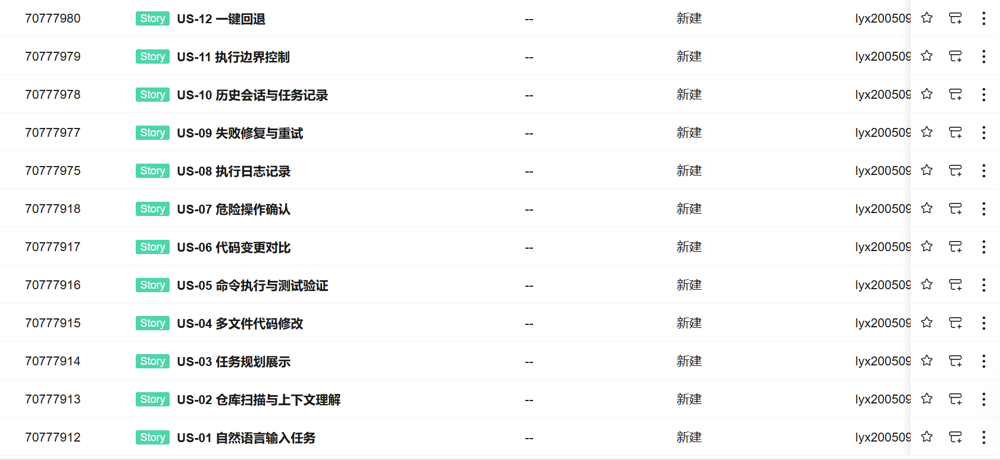 70777980 Story US-12 一键回退 -- 新建 lyx200509
70777979 Story US-11 执行边界控制 -- 新建 lyx200509
70777978 Story US-10 历史会话与任务记录 -- 新建 lyx200509
70777977 Story US-09 失败修复与重试 -- 新建 lyx200509
70777975 Story US-08 执行日志记录 -- 新建 lyx200509
70777918 Story US-07 危险操作确认 -- 新建 lyx200509
70777917 Story US-06 代码变更对比 -- 新建 lyx200509
70777916 Story US-05 命令执行与测试验证 -- 新建 lyx200509
70777915 Story US-04 多文件代码修改 -- 新建 lyx200509
70777914 Story US-03 任务规划展示 -- 新建 lyx200509
70777913 Story US-02 仓库扫描与上下文理解 -- 新建 lyx200509
70777912 Story US-01 自然语言输入任务 -- 新建 lyx200509